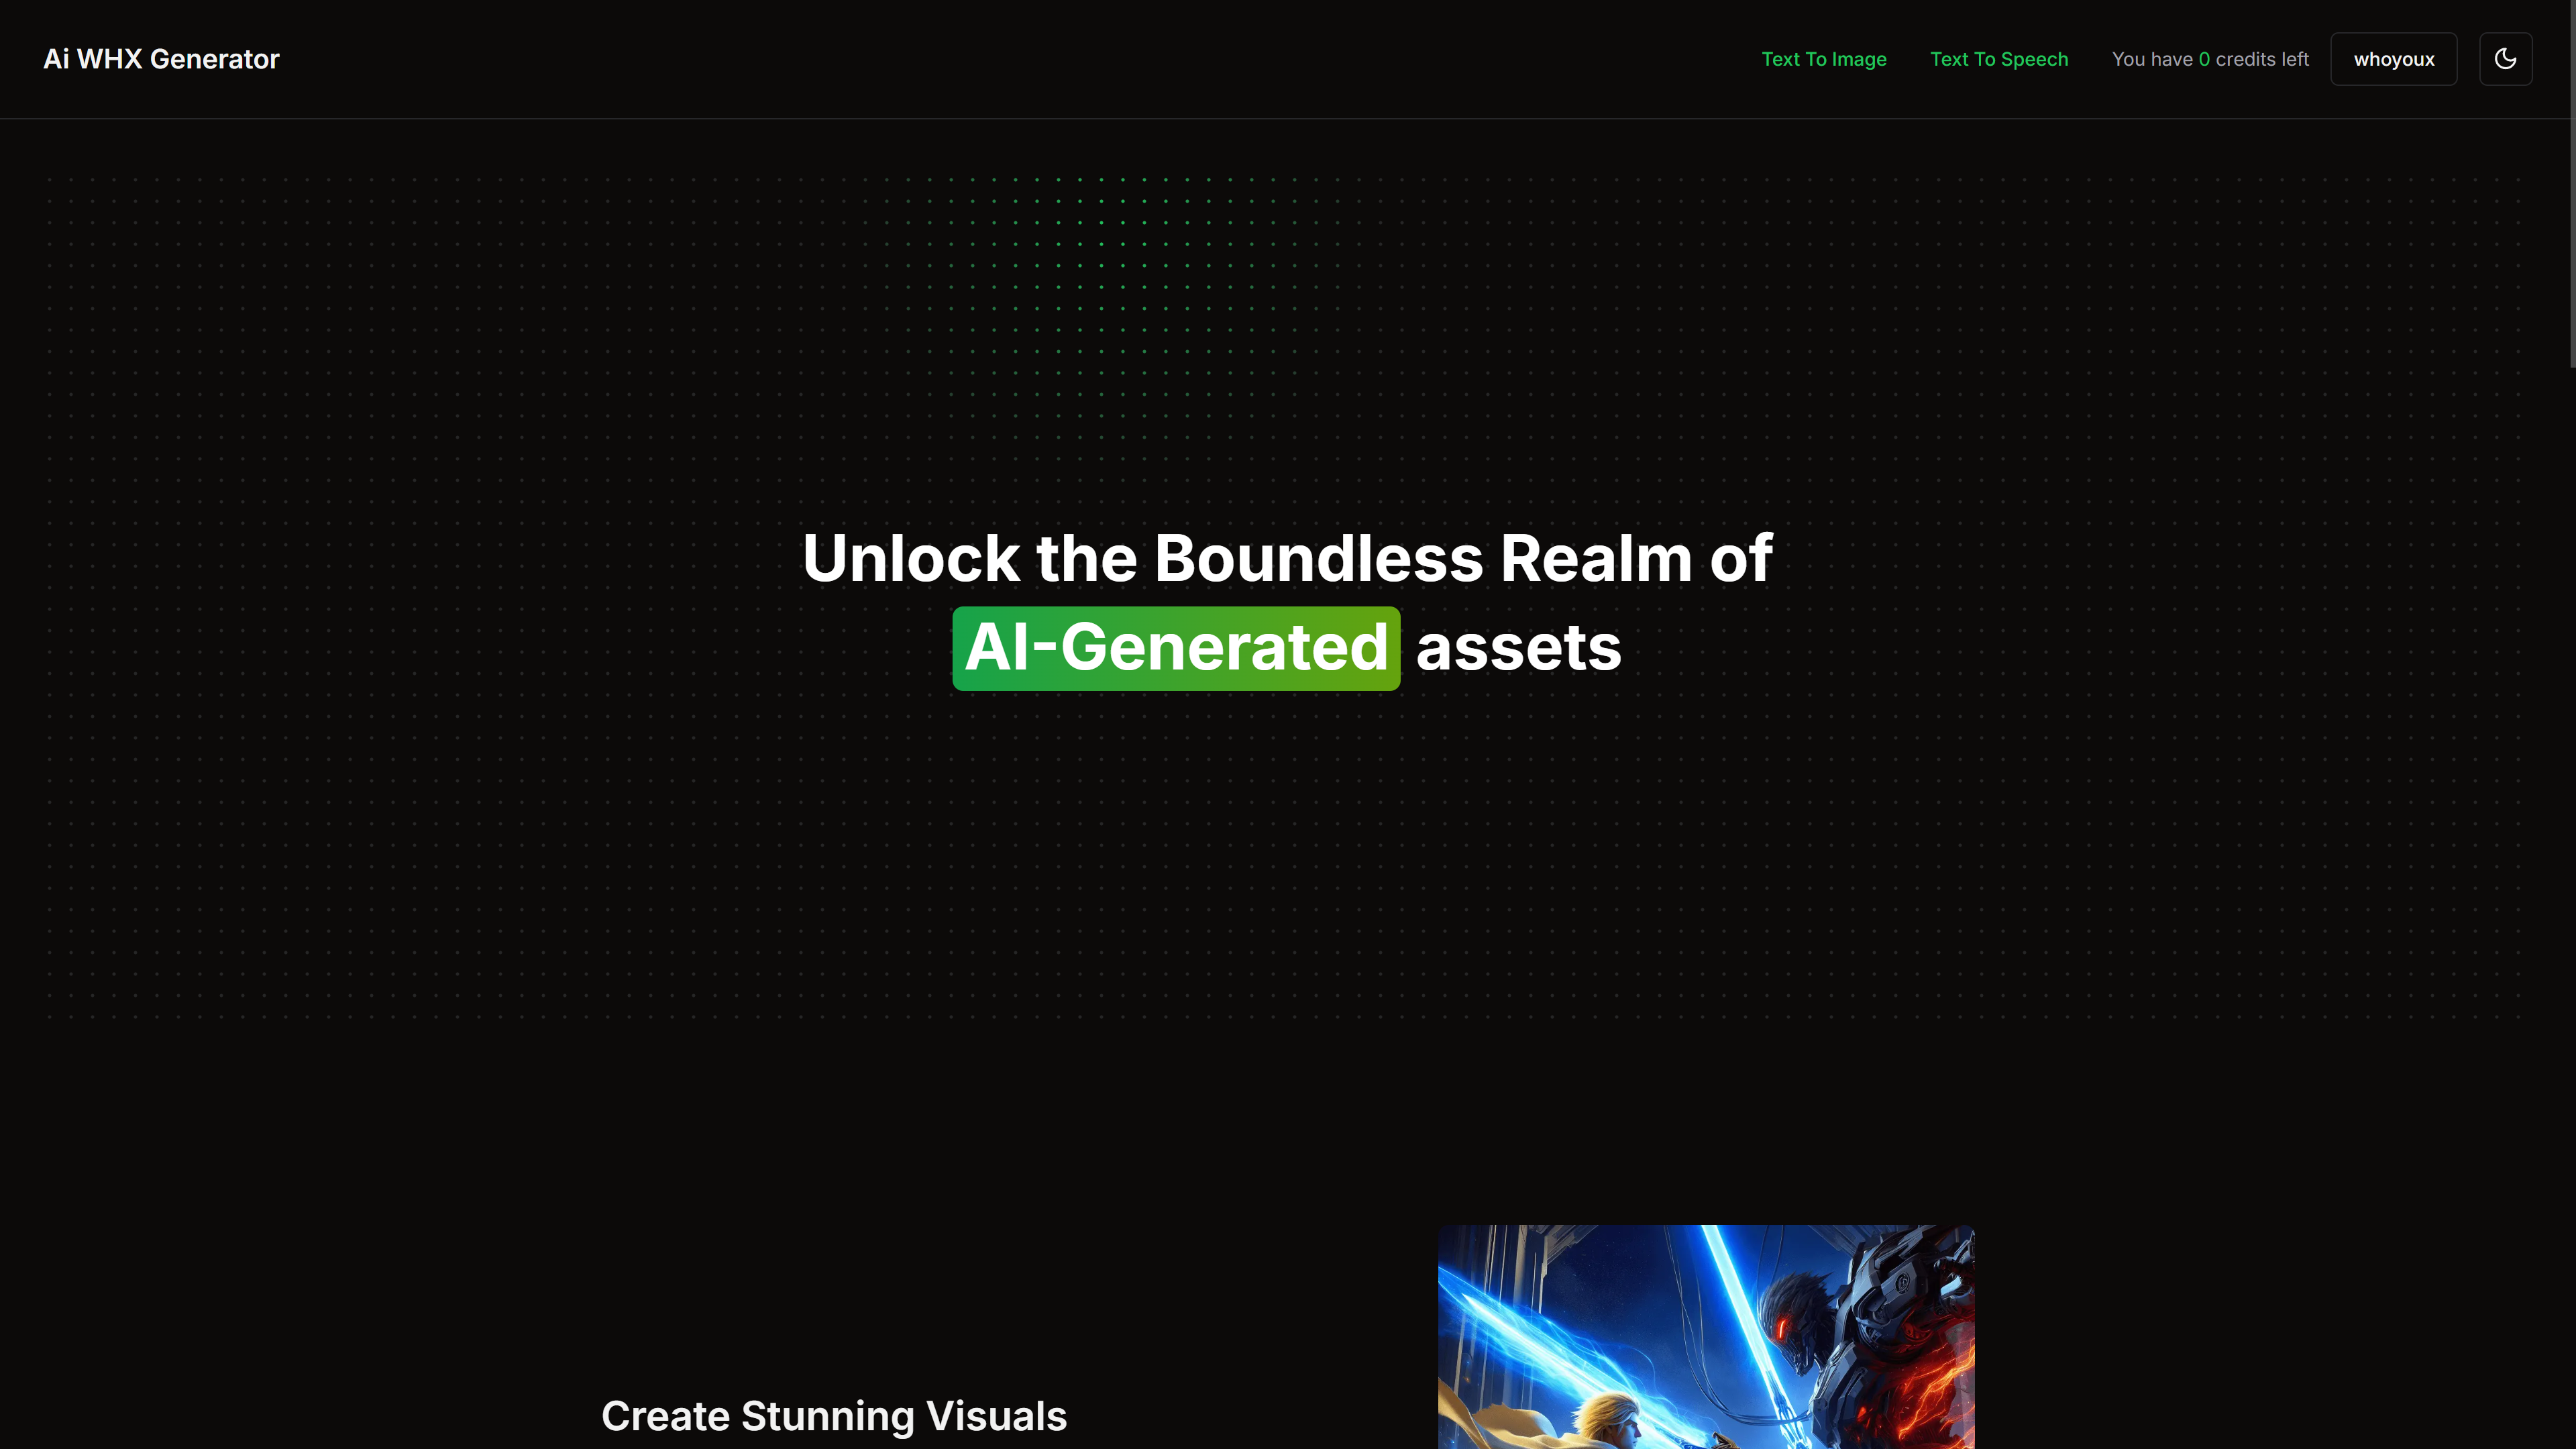 Ai WHX Generator
Text To Image
Text To Speech
You have 0 credits left
whoyoux
Unlock the Boundless Realm of
AI-Generated assets
Create Stunning Visuals